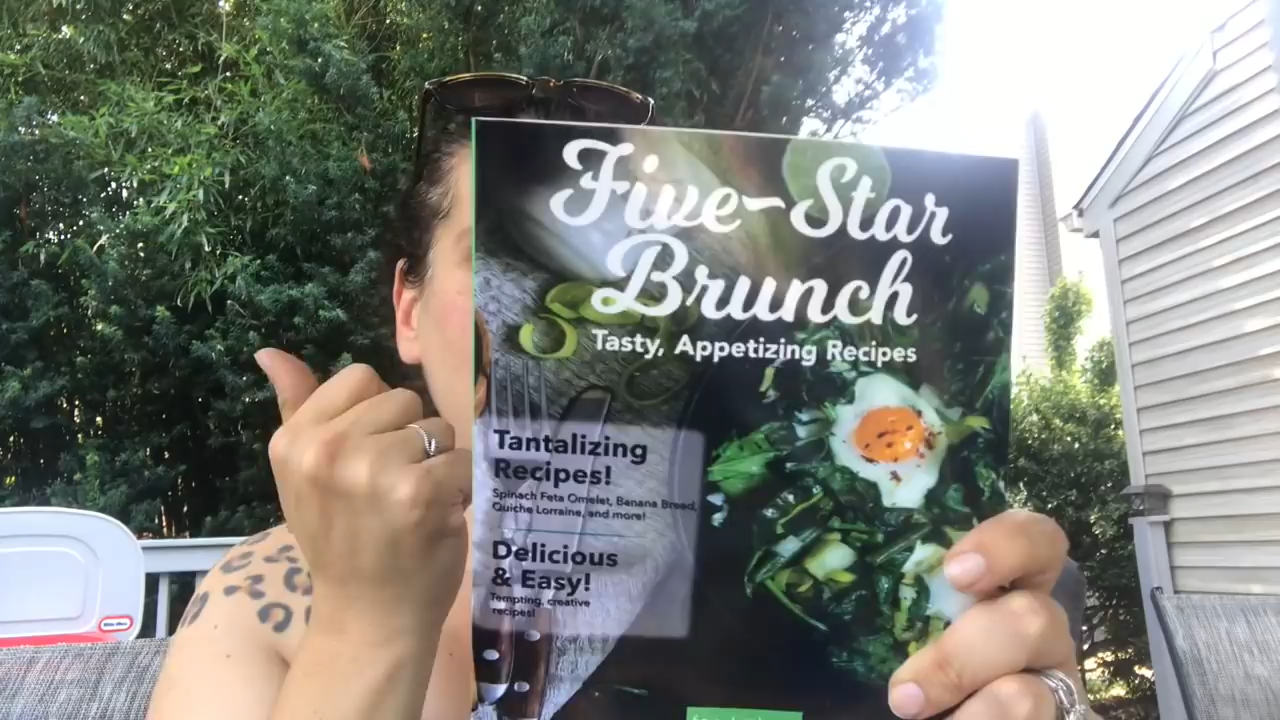 Five-Star
Brunch
Tasty, Appetizing Recipes
Tantalizing
Recipes!
Spinach Feta Omelet, Banana Bread,
Quiche Lorraine, and more!
Delicious
& Easy!
Tempting, creative
recipes!